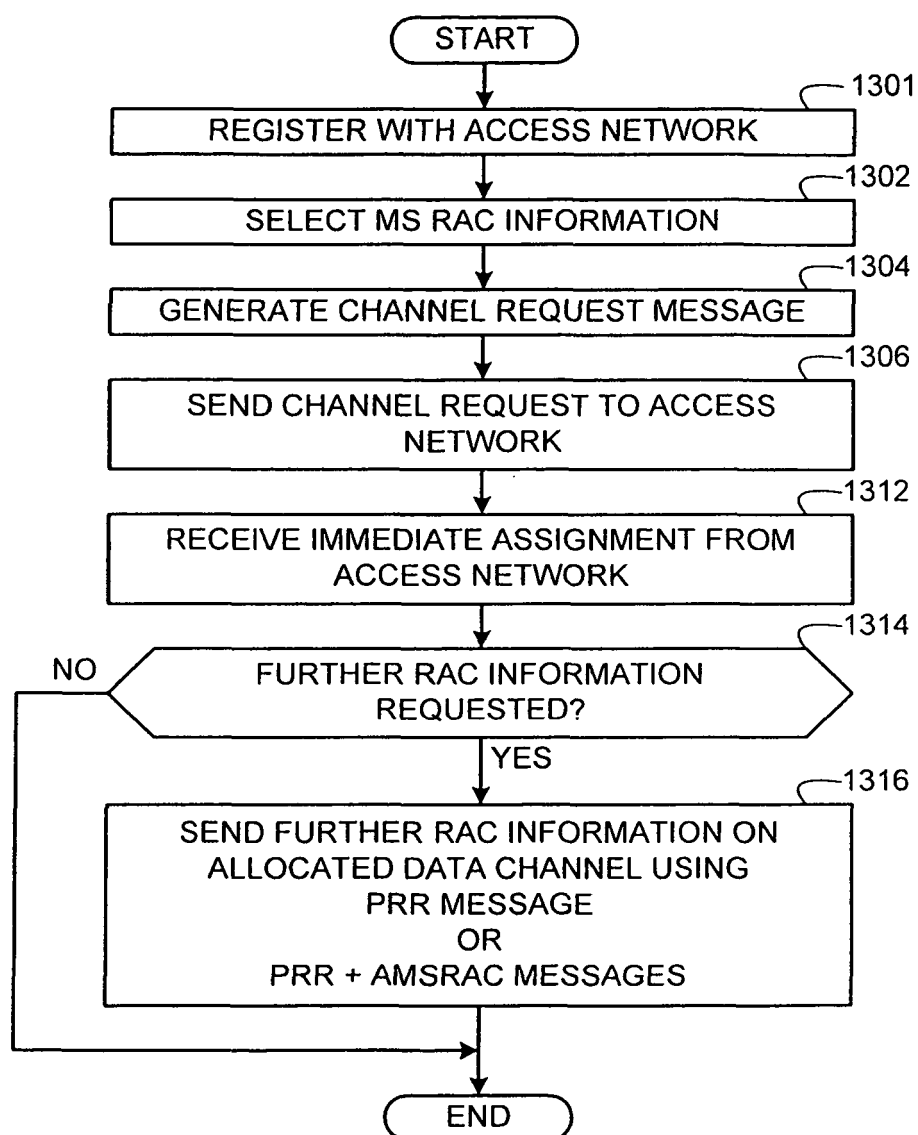 START
1301
REGISTER WITH ACCESS NETWORK
1302
SELECT MS RAC INFORMATION
1304
GENERATE CHANNEL REQUEST MESSAGE
1306
SEND CHANNEL REQUEST TO ACCESS
NETWORK
1312
RECEIVE IMMEDIATE ASSIGNMENT FROM
ACCESS NETWORK
1314
NO
FURTHER RAC INFORMATION
REQUESTED?
YES
1316
SEND FURTHER RAC INFORMATION ON
ALLOCATED DATA CHANNEL USING
PRR MESSAGE
OR
PRR + AMSRAC MESSAGES
END